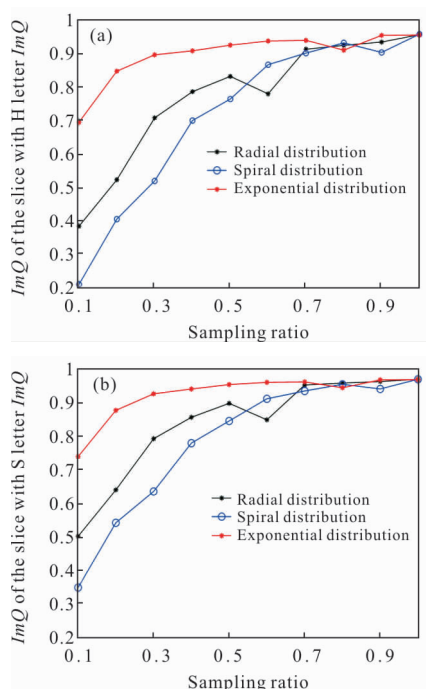 (a)
ImQ of the slice with H letter ImQ
1
0.9
0.8
0.7
0.6
0.5
0.4
0.3
0.2
Radial distribution
Spiral distribution
Exponential distribution
0.1 0.3 0.5 0.7 0.9
Sampling ratio
(b)
ImQ of the slice with S letter ImQ
1
0.9
0.8
0.7
0.6
0.5
0.4
0.3
0.2
Radial distribution
Spiral distribution
Exponential distribution
0.1 0.3 0.5 0.7 0.9
Sampling ratio